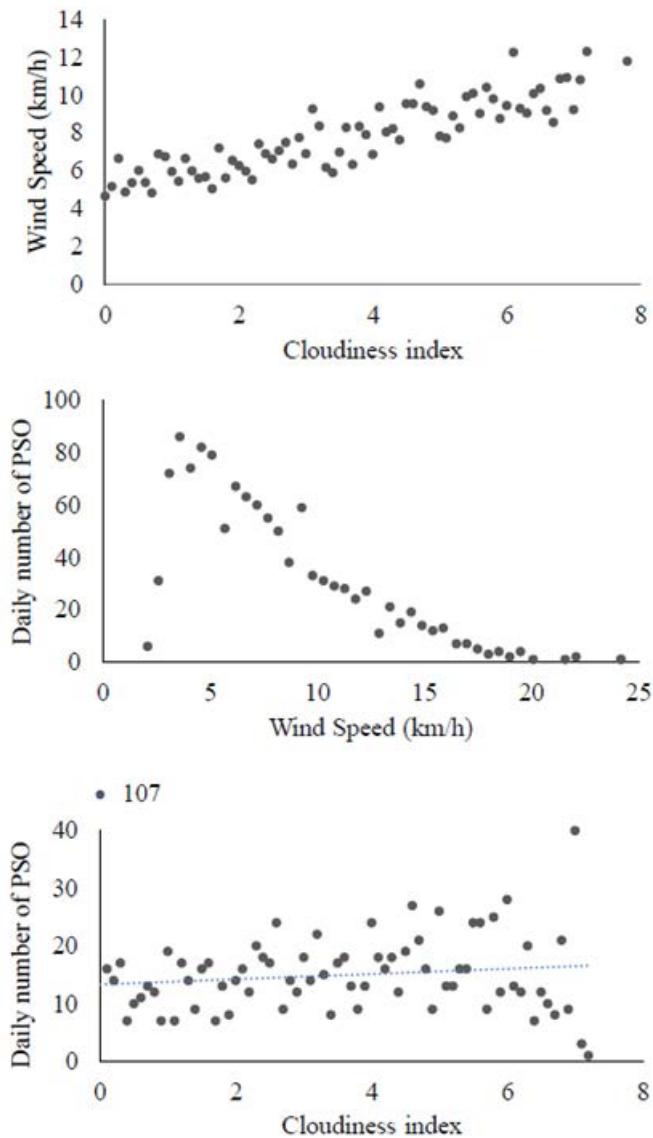 14
12
10
8
6
4
2
0
Wind Speed (km/h)
0 2 4 6 8
Cloudiness index
100
80
60
40
20
0
Daily number of PSO
0 5 10 15 20 25
Wind Speed (km/h)
107
40
30
20
10
0
Daily number of PSO
0 2 4 6 8
Cloudiness index